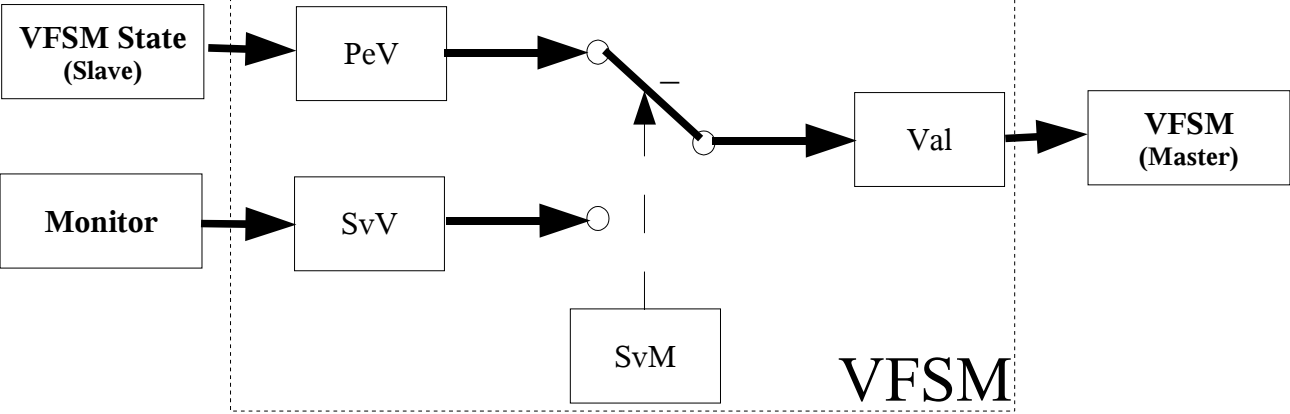 VFSM State
(Slave)
PeV
Val
VFSM
(Master)
Monitor
SvV
SvM
VFSM